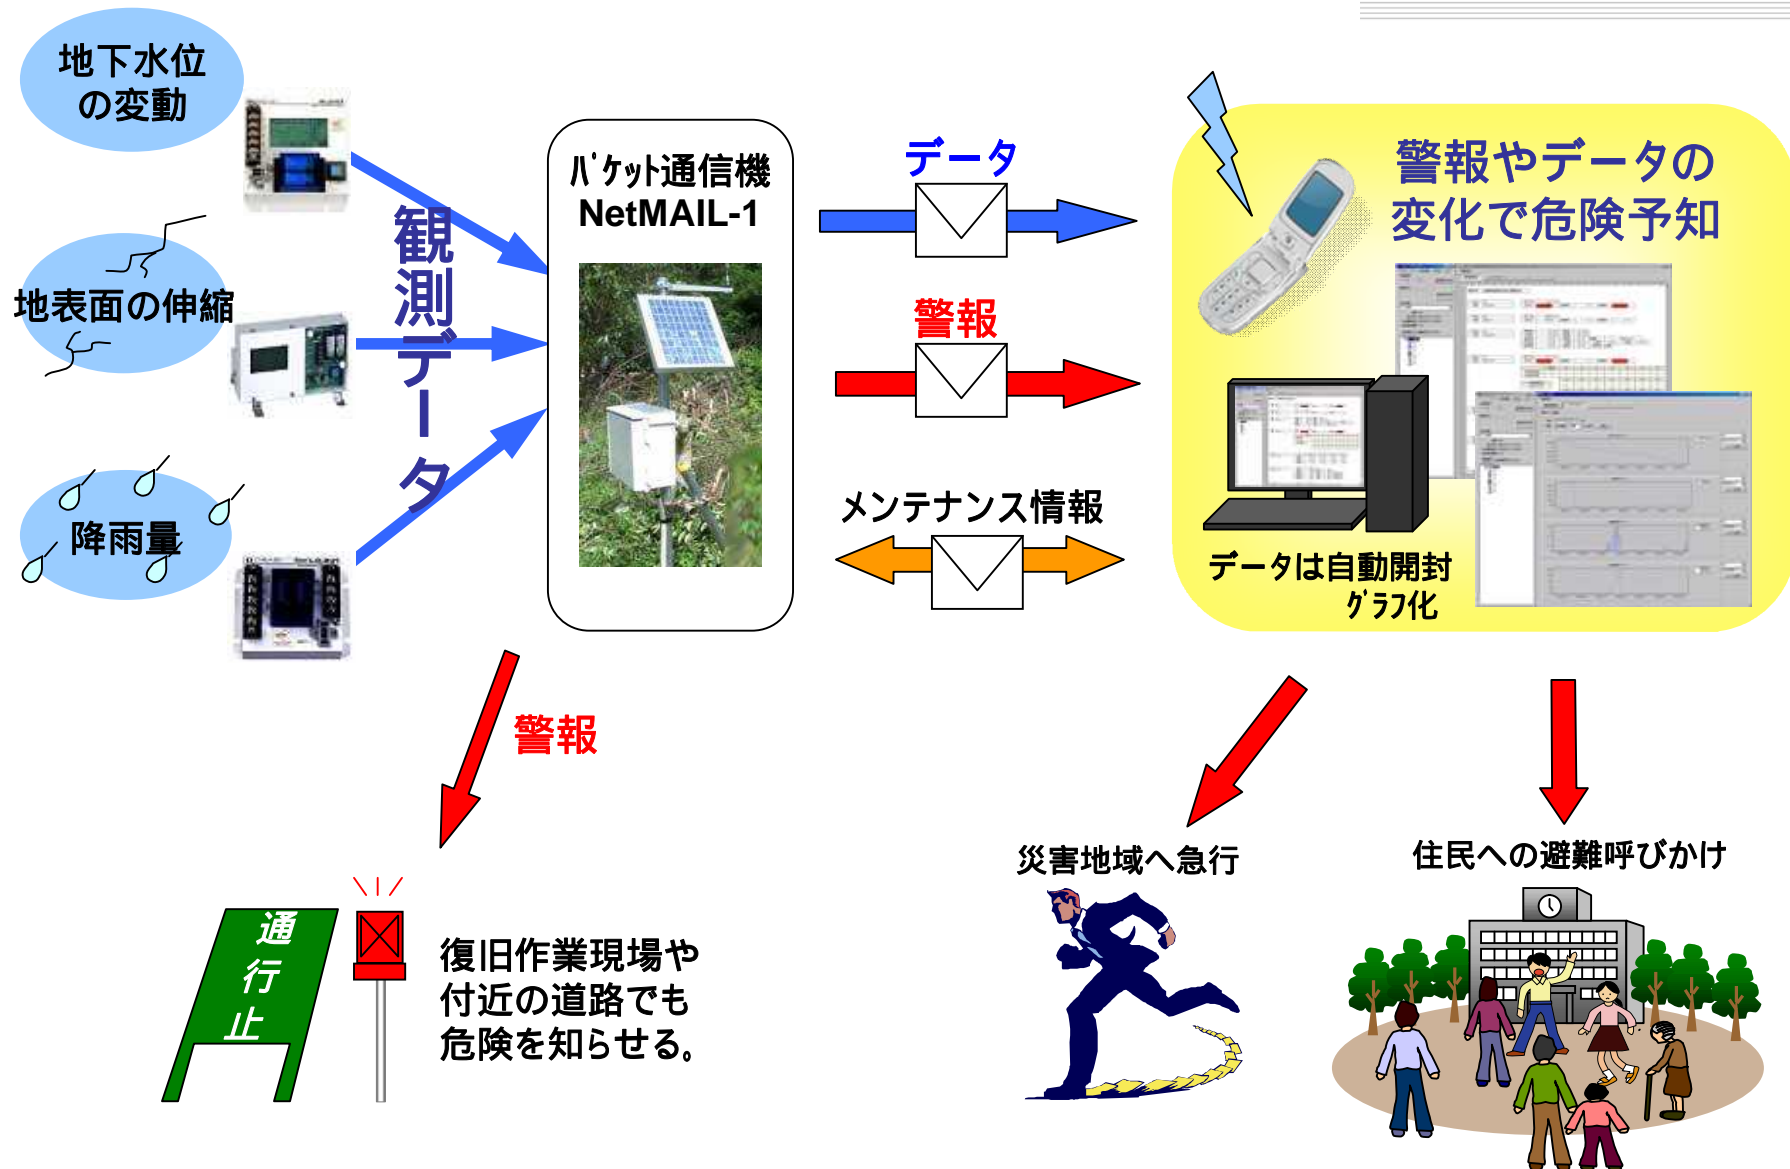 地下水位
の変動
地表面の伸縮
降雨量
観測データ
ﾊﾟｹｯﾄ通信機
NetMAIL-1
データ
警報
メンテナンス情報
警報やデータの
変化で危険予知
データは自動開封
ｸﾞﾗﾌ化
警報
通行止
復旧作業現場や
付近の道路でも
危険を知らせる。
災害地域へ急行
住民への避難呼びかけ